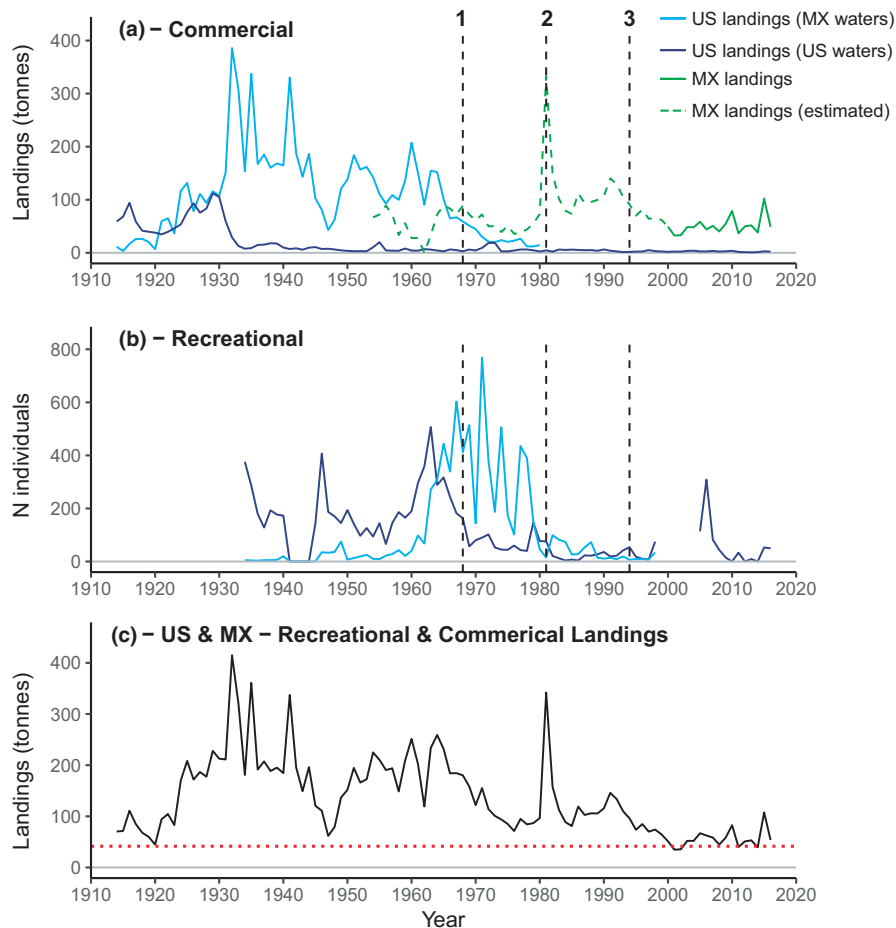 1 2 3
(a) − Commercial
US landings (MX waters)
US landings (US waters)
MX landings
MX landings (estimated)
Landings (tonnes)
400
300
200
100
0
1910 1920 1930 1940 1950 1960 1970 1980 1990 2000 2010 2020
(b) − Recreational
N individuals
800
600
400
200
0
1910 1920 1930 1940 1950 1960 1970 1980 1990 2000 2010 2020
(c) − US & MX − Recreational & Commerical Landings
Landings (tonnes)
400
300
200
100
0
1910 1920 1930 1940 1950 1960 1970 1980 1990 2000 2010 2020
Year